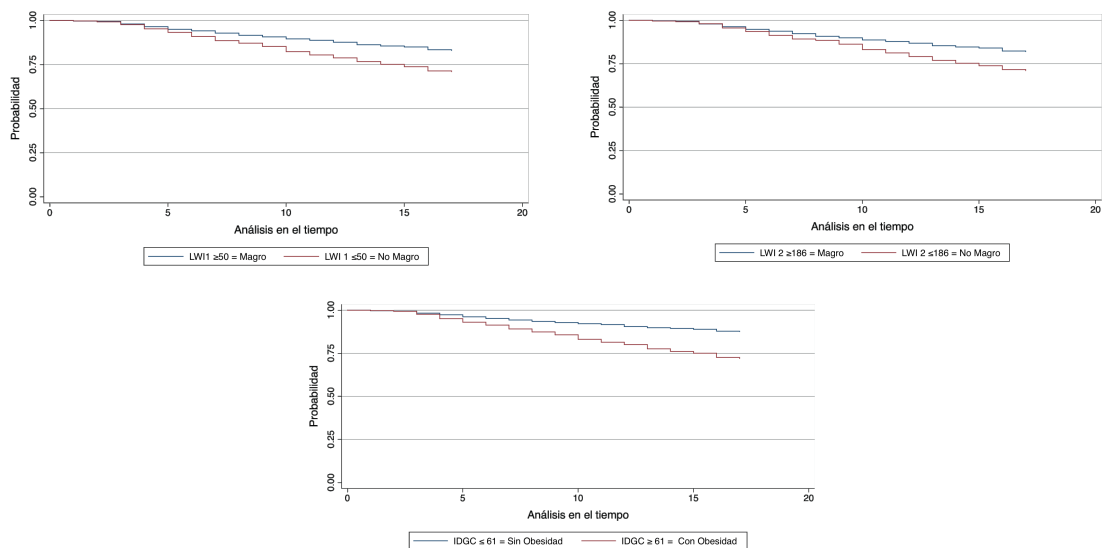 Probabilidad
1.00
0.75
0.50
0.25
0.00
0 5 10 15 20
Análisis en el tiempo
LWI1 ≥50 = Magro LWI 1 ≤50 = No Magro
Probabilidad
1.00
0.75
0.50
0.25
0.00
0 5 10 15 20
Análisis en el tiempo
LWI 2 ≥186 = Magro LWI 2 ≤186 = No Magro
Probabilidad
1.00
0.75
0.50
0.25
0.00
0 5 10 15 20
Análisis en el tiempo
IDGC ≤ 61 = Sin Obesidad IDGC ≥ 61 = Con Obesidad